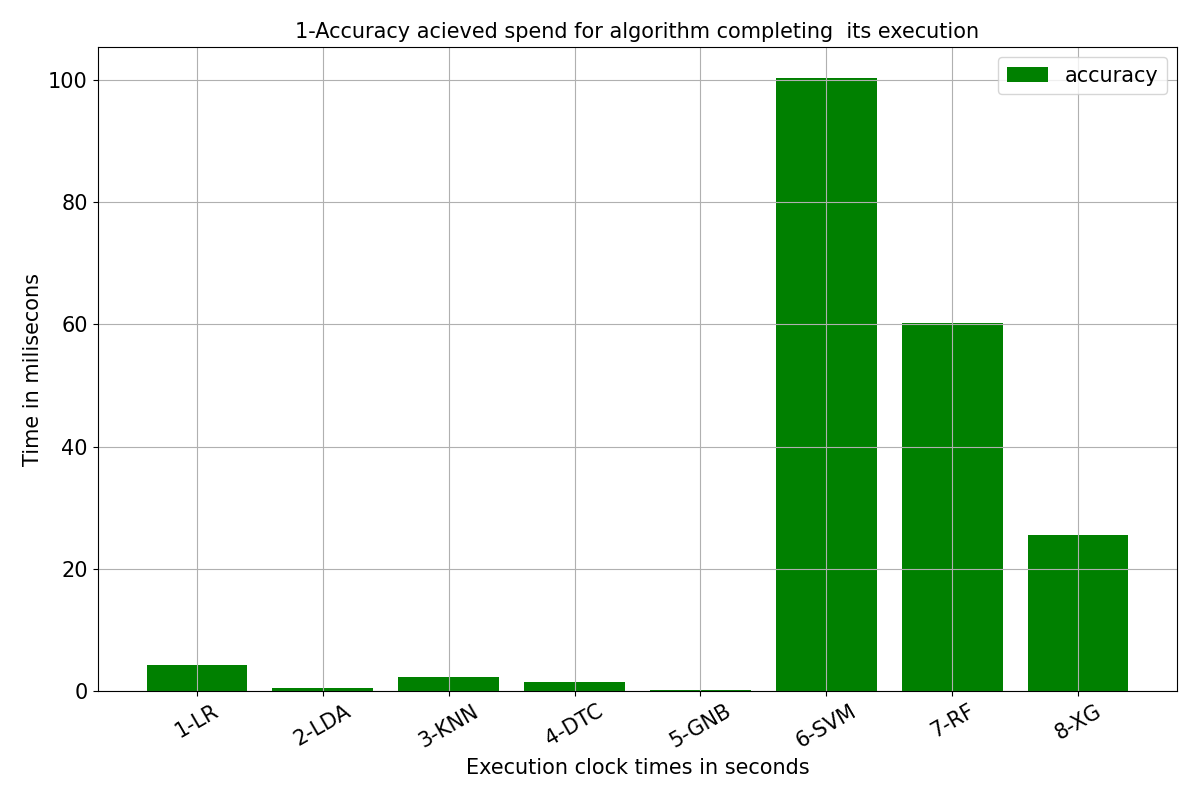 1-Accuracy acieved spend for algorithm completing  its execution
accuracy
100
80
60
40
20
0
Time in milisecons
1-LR
2-LDA
3-KNN
4-DTC
5-GNB
6-SVM
7-RF
8-XG
Execution clock times in seconds